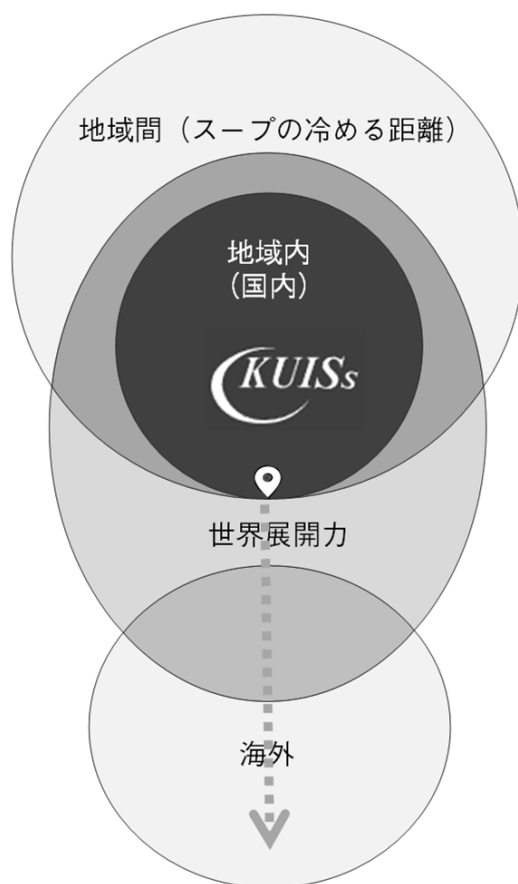 地域間（スープの冷める距離）
地域内
（国内）
KUISs
世界展開力
海外